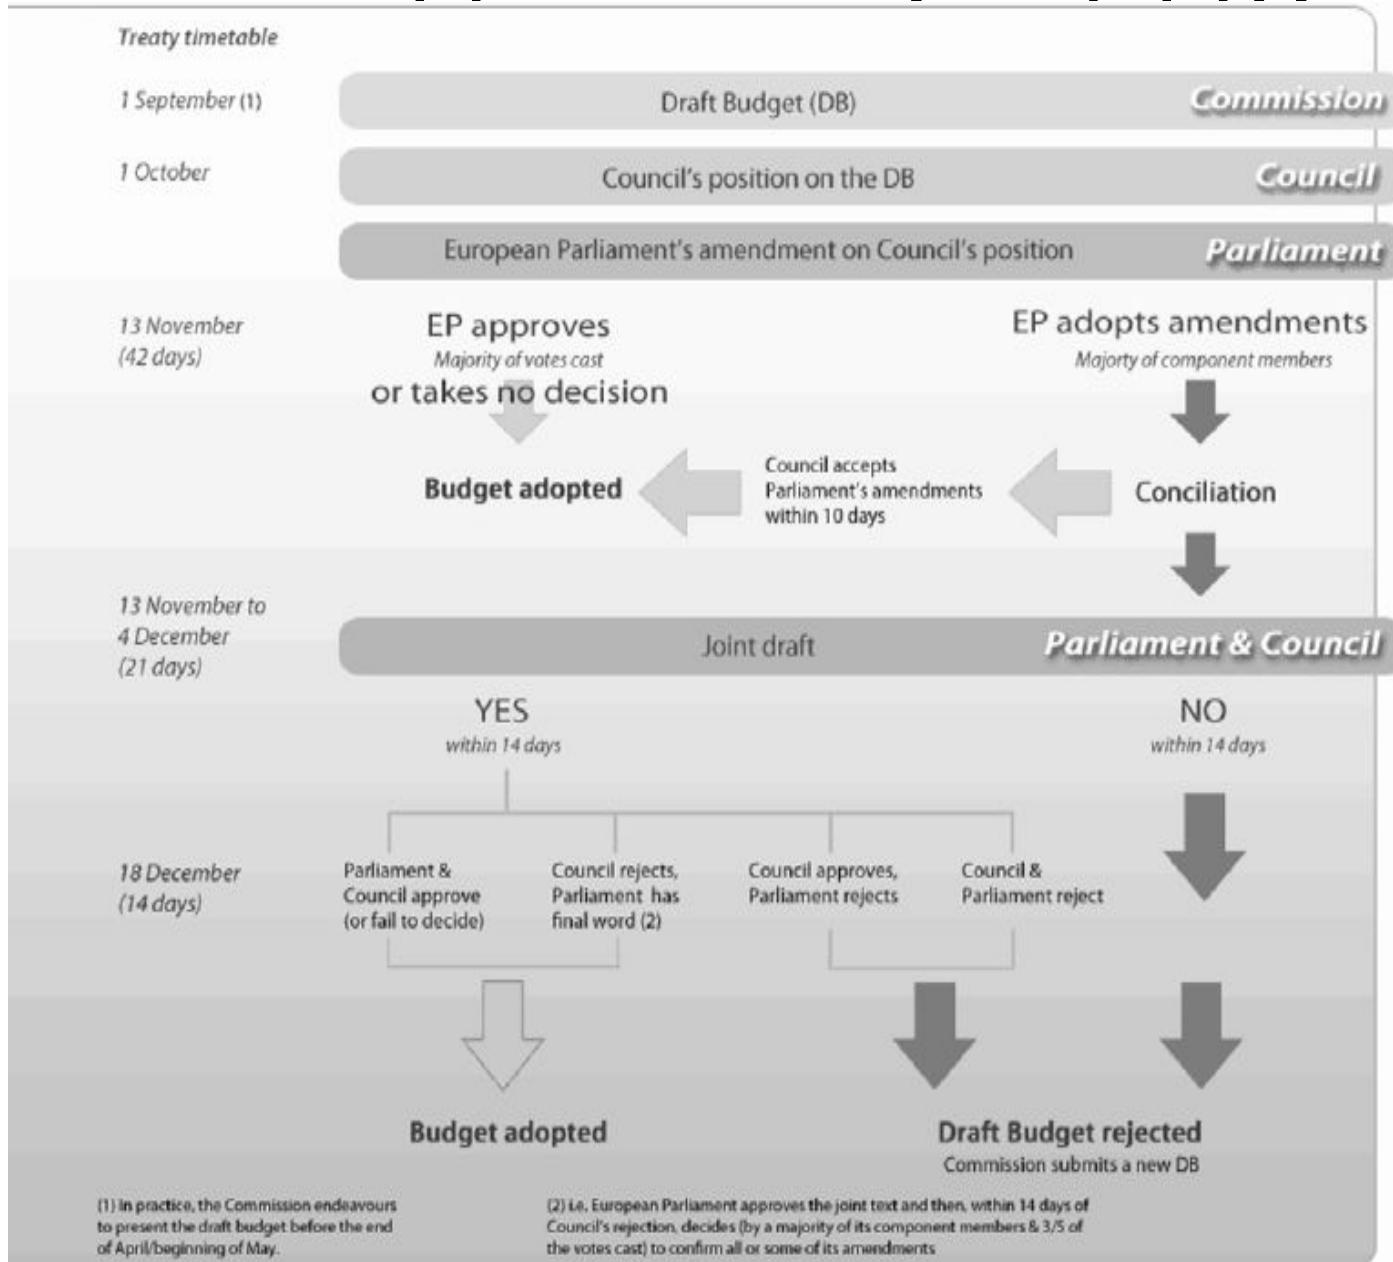 Treaty timetable
1 September (1)
Draft Budget (DB)
Commission
1 October
Council's position on the DB
Council
European Parliament's amendment on Council's position
Parliament
13 November
(42 days)
EP approves
Majority of votes cast
or takes no decision
EP adopts amendments
Majorty of component members
Budget adopted
Council accepts
Parliament's amendments
within 10 days
Conciliation
13 November to
4 December
(21 days)
Joint draft
Parliament & Council
YES
within 14 days
NO
within 14 days
18 December
(14 days)
Parliament &
Council approve
(or fail to decide)
Council rejects,
Parliament has
final word (2)
Council approves,
Parliament rejects
Council &
Parliament reject
Budget adopted
Draft Budget rejected
Commission submits a new DB
(1) In practice, the Commission endeavours
to present the draft budget before the end
of April/beginning of May.
(2) i.e. European Parliament approves the joint text and then, within 14 days of
Council's rejection, decides (by a majority of its component members & 3/5 of
the votes cast) to confirm all or some of its amendments